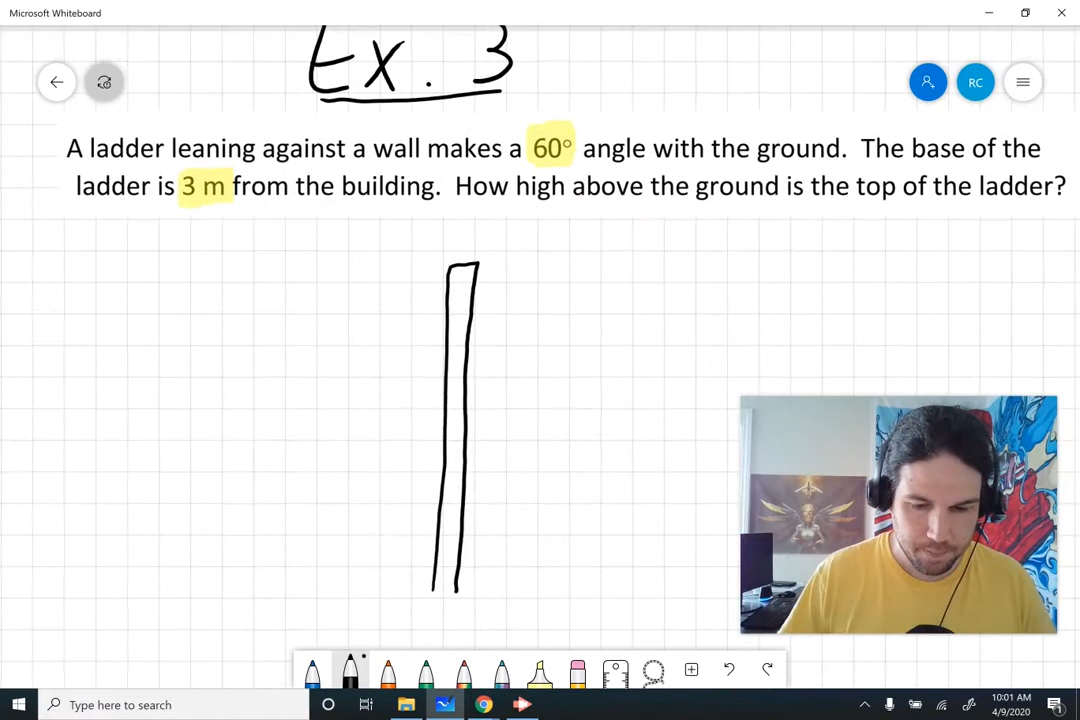 Microsoft Whiteboard
Ex. 3
RC
A ladder leaning against a wall makes a 60° angle with the ground. The base of the
ladder is 3 m from the building. How high above the ground is the top of the ladder?
Type here to search
10:01 AM
4/9/2020
1